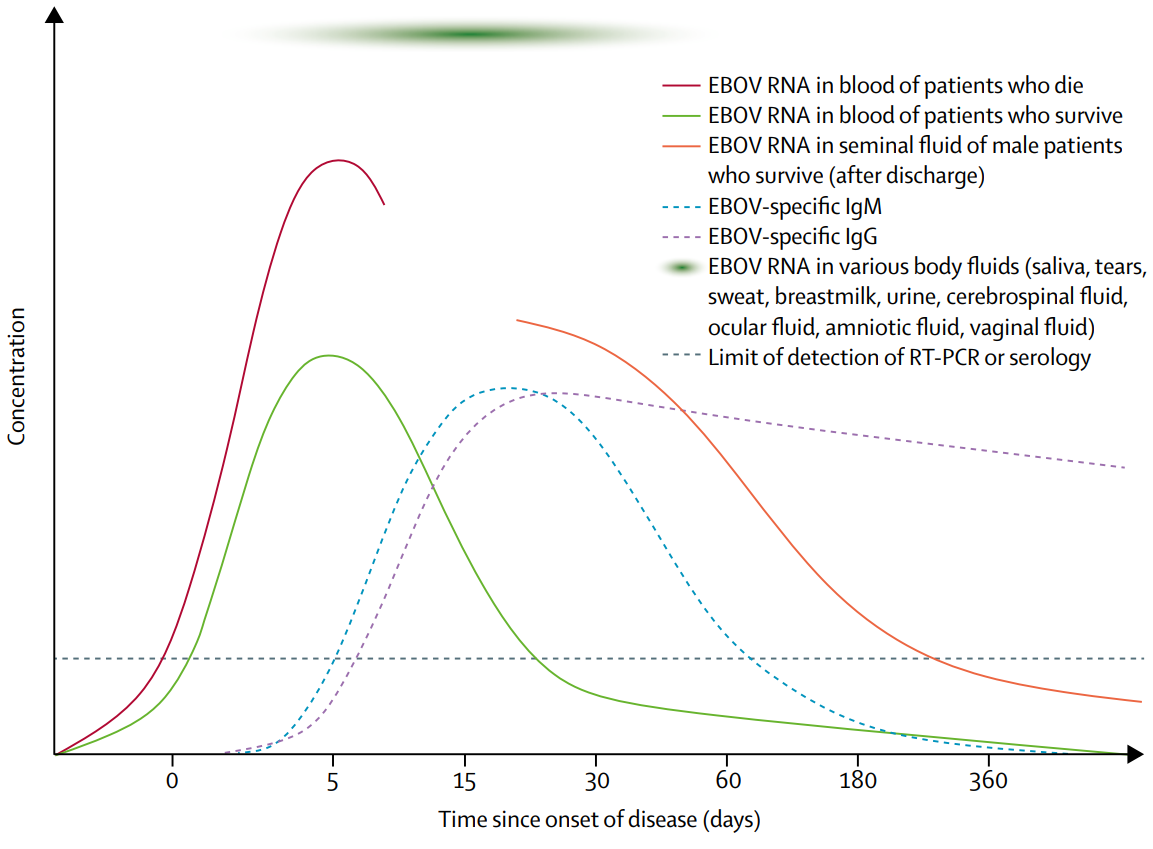 EBOV RNA in blood of patients who die
EBOV RNA in blood of patients who survive
EBOV RNA in seminal fluid of male patients
who survive (after discharge)
EBOV-specific IgM
EBOV-specific IgG
EBOV RNA in various body fluids (saliva, tears,
sweat, breastmilk, urine, cerebrospinal fluid,
ocular fluid, amniotic fluid, vaginal fluid)
Limit of detection of RT-PCR or serology
Concentration
0 5 15 30 60 180 360
Time since onset of disease (days)